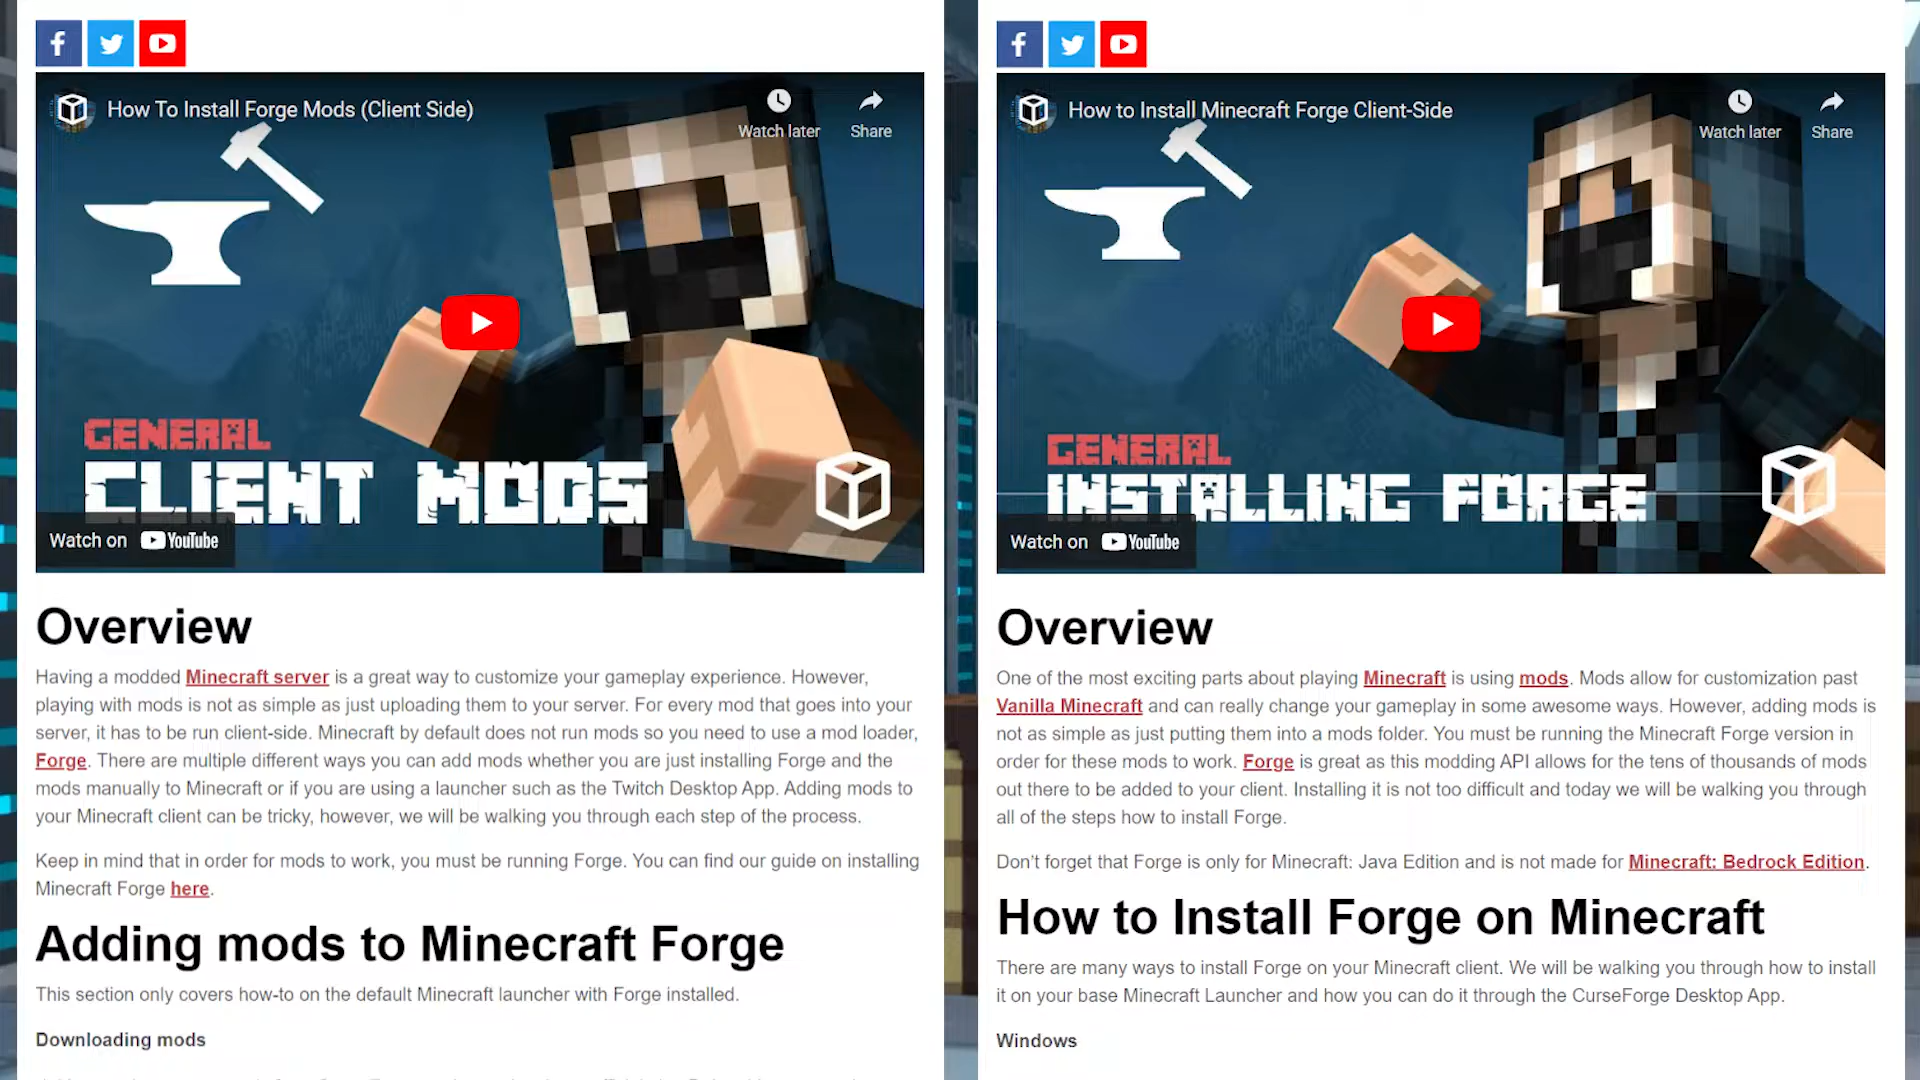 How To Install Forge Mods (Client Side)
Watch later
Share
GENERAL
CLIENT MODS
Watch on YouTube
Overview
Having a modded Minecraft server is a great way to customize your gameplay experience. However,
playing with mods is not as simple as just uploading them to your server. For every mod that goes into your
server, it has to be run client-side. Minecraft by default does not run mods so you need to use a mod loader,
Forge. There are multiple different ways you can add mods whether you are just installing Forge and the
mods manually to Minecraft or if you are using a launcher such as the Twitch Desktop App. Adding mods to
your Minecraft client can be tricky, however, we will be walking you through each step of the process.
Keep in mind that in order for mods to work, you must be running Forge. You can find our guide on installing
Minecraft Forge here.
Adding mods to Minecraft Forge
This section only covers how-to on the default Minecraft launcher with Forge installed.
Downloading mods
How to Install Minecraft Forge Client-Side
Watch later
Share
GENERAL
INSTALLING FORGE
Watch on YouTube
Overview
One of the most exciting parts about playing Minecraft is using mods. Mods allow for customization past
Vanilla Minecraft and can really change your gameplay in some awesome ways. However, adding mods is
not as simple as just putting them into a mods folder. You must be running the Minecraft Forge version in
order for these mods to work. Forge is great as this modding API allows for the tens of thousands of mods
out there to be added to your client. Installing it is not too difficult and today we will be walking you through
all of the steps how to install Forge.
Don't forget that Forge is only for Minecraft: Java Edition and is not made for Minecraft: Bedrock Edition.
How to Install Forge on Minecraft
There are many ways to install Forge on your Minecraft client. We will be walking you through how to install
it on your base Minecraft Launcher and how you can do it through the CurseForge Desktop App.
Windows